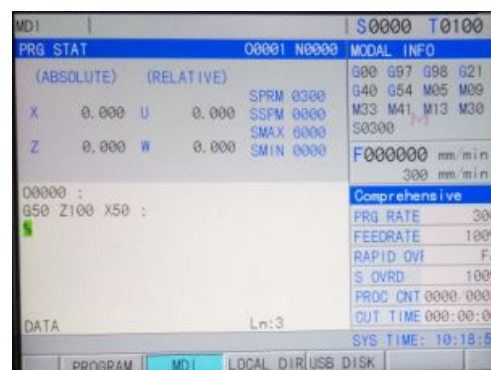 MDI S0000 T0100
PRG STAT O0001 N0000 MODAL INFO
(ABSOLUTE) (RELATIVE)
X 0.000 U 0.000
Z 0.000 W 0.000
SPRM 0300
SSPM 0000
SMAX 6000
SMIN 0000
G00 G97 G98 G21
G40 G54 M05 M09
M33 M41 M13 M30
S0300
F000000 mm/min
300 mm/min
O0000 :
G50 Z100 X50 :
%
DATA Ln:3
Comprehensive
PRG RATE 300
FEEDRATE 100%
RAPID OVF F
S OVRD 100%
PROC CNT 0000/000
CUT TIME 000:00:0
SYS TIME: 10:18:5
PROGRAM MDI LOCAL DIR USB DISK